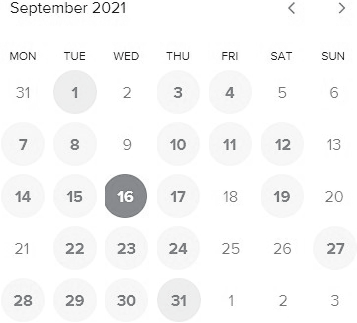 September 2021
MON TUE WED THU FRI SAT SUN
31 1 2 3 4 5 6
7 8 9 10 11 12 13
14 15 16 17 18 19 20
21 22 23 24 25 26 27
28 29 30 31 1 2 3